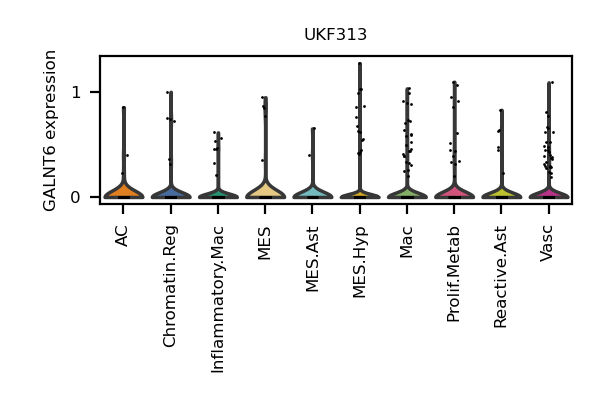 UKF313
GALNT6 expression
1
0
AC
Chromatin.Reg
Inflammatory.Mac
MES
MES.Ast
MES.Hyp
Mac
Prolif.Metab
Reactive.Ast
Vasc